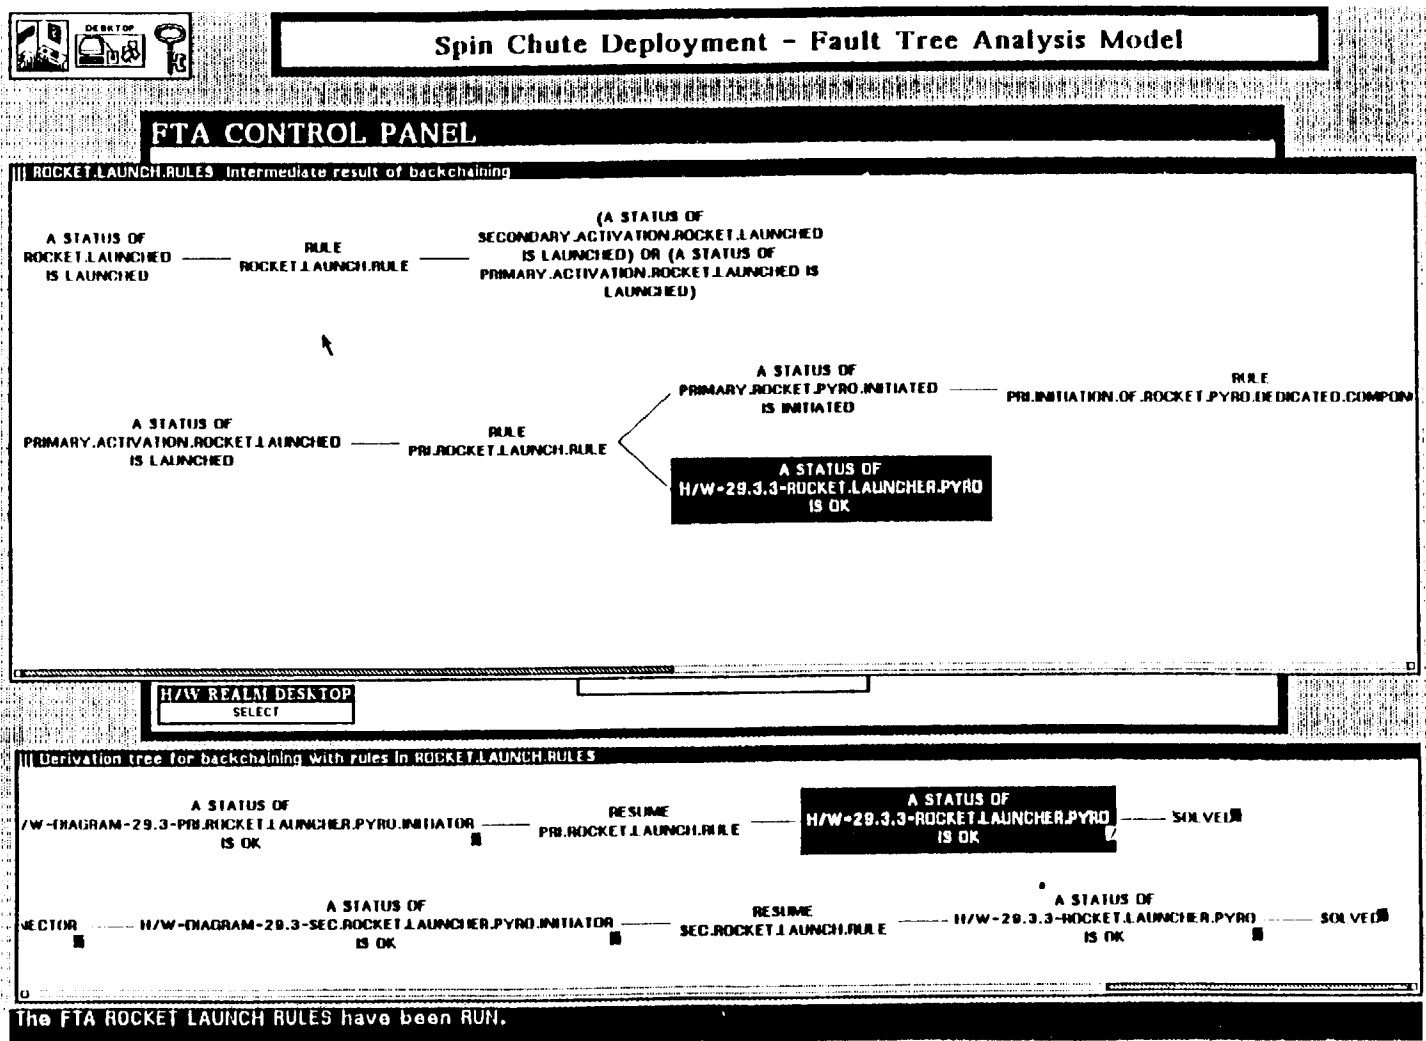 DESKTOP
Spin Chute Deployment - Fault Tree Analysis Model
FTA CONTROL PANEL
ROCKET.LAUNCH.RULES Intermediate result of backchaining
A STATUS OF
ROCKET.LAUNCHED
IS LAUNCHED
RULE
ROCKET.LAUNCH.RULE
(A STATUS OF
SECONDARY.ACTIVATION.ROCKET.LAUNCHED
IS LAUNCHED) OR (A STATUS OF
PRIMARY.ACTIVATION.ROCKET.LAUNCHED IS
LAUNCHED)
A STATUS OF
PRIMARY.ACTIVATION.ROCKET.LAUNCHED
IS LAUNCHED
RULE
PRI.ROCKET.LAUNCH.RULE
A STATUS OF
PRIMARY.ROCKET.PYRO.INITIATED
IS INITIATED
RULE
PRI.INITIATION.OF.ROCKET.PYRO.DEDICATED.COMPON
A STATUS OF
H/W-29.3.3-ROCKET.LAUNCHER.PYRO
IS OK
H/W REALM DESKTOP
SELECT
Derivation tree for backchaining with rules in ROCKET.LAUNCH.RULES
A STATUS OF
/W-DIAGRAM-29.3-PRI.ROCKET.LAUNCHER.PYRO.INITIATOR
IS OK
RESUME
PRI.ROCKET.LAUNCH.RULE
A STATUS OF
H/W-29.3.3-ROCKET.LAUNCHER.PYRO
IS OK
SOLVED
NECTOR
A STATUS OF
H/W-DIAGRAM-29.3-SEC.ROCKET.LAUNCHER.PYRO.INITIATOR
IS OK
RESUME
SEC.ROCKET.LAUNCH.RULE
A STATUS OF
H/W-29.3.3-ROCKET.LAUNCHER.PYRO
IS OK
SOLVED
The FTA ROCKET LAUNCH RULES have been RUN.